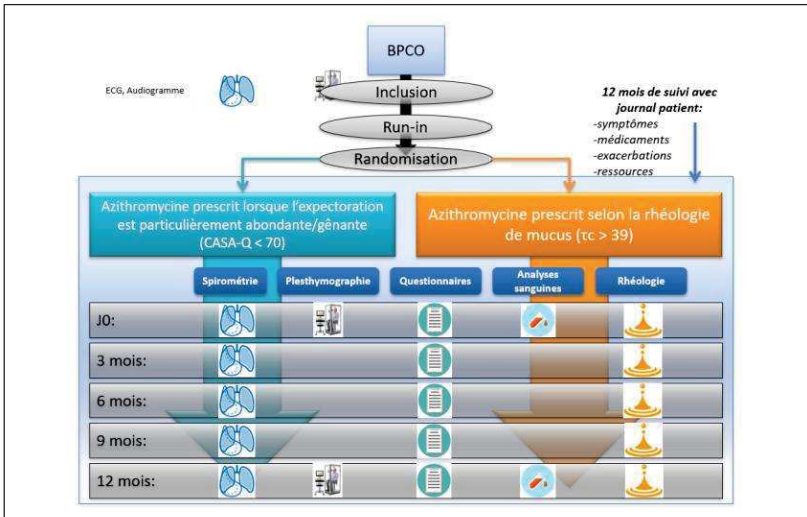 BPCO
ECG, Audiogramme
Inclusion
Run-in
Randomisation
12 mois de suivi avec
journal patient:
-symptômes
-médicaments
-exacerbations
-ressources
Azithromycine prescrit lorsque l'expectoration
est particulièrement abondante/gênante
(CASA-Q < 70)
Azithromycine prescrit selon la rhéologie
de mucus (τc > 39)
Spirométrie
Plesthymographie
Questionnaires
Analyses
sanguines
Rhéologie
J0:
3 mois:
6 mois:
9 mois:
12 mois: